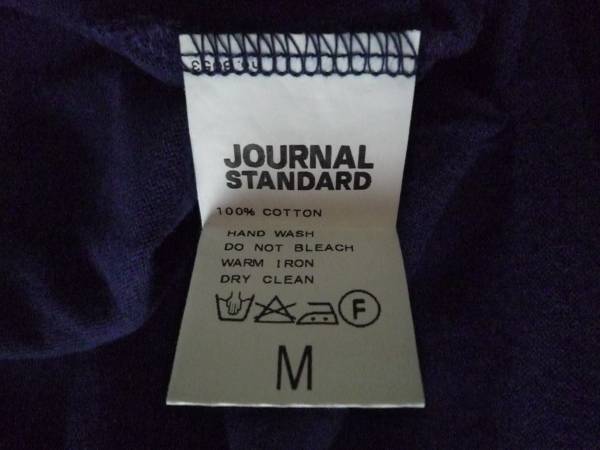 JOURNAL
STANDARD
100% COTTON
HAND WASH
DO NOT BLEACH
WARM IRON
DRY CLEAN
F
M